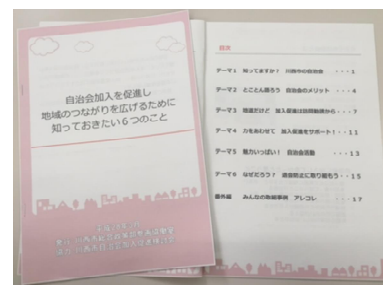 自治会加入を促進し
地域のつながりを広げるために
知っておきたい6つのこと
目次
テーマ1 知ってますか? 川西市の自治会 ・・・1
テーマ2 とことん語ろう 自治会のメリット ・・・4
テーマ3 地道だけど 加入促進は訪問勧誘から・・7
テーマ4 力をあわせて 加入促進をサポート!・・11
テーマ5 魅力いっぱい! 自治会活動 ・・・13
テーマ6 なぜだろう? 退会防止に取り組もう・・15
番外編 みんなの取組事例 アレコレ ・・・17